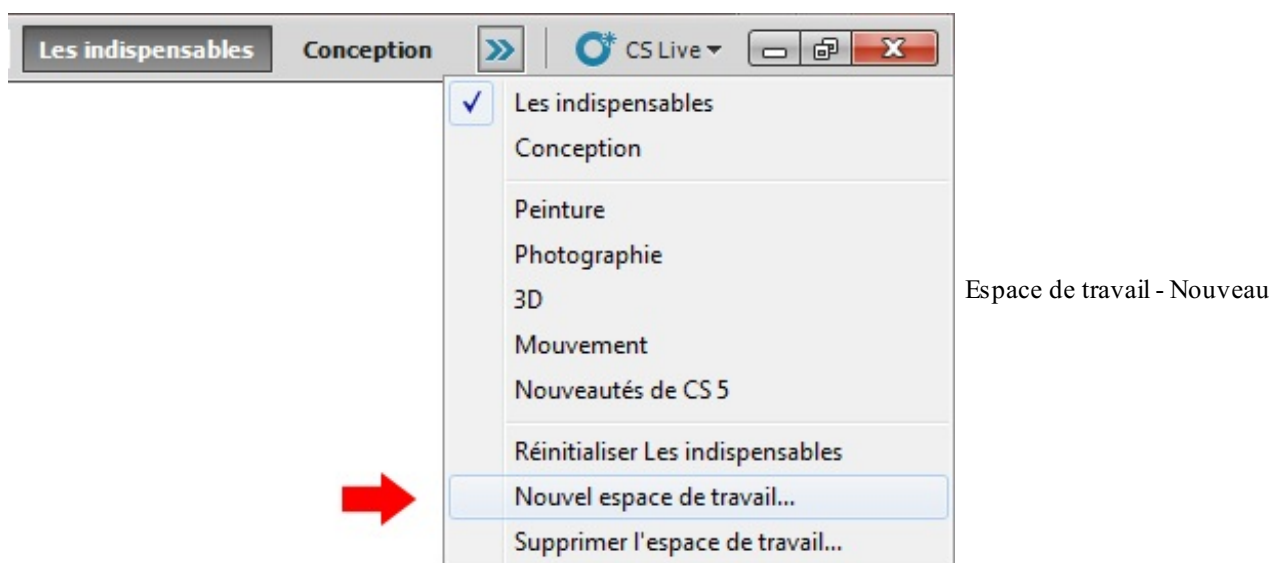 Les indispensables Conception CS Live
Les indispensables
Conception
Peinture
Photographie
3D
Mouvement
Nouveautés de CS 5
Réinitialiser Les indispensables
Nouvel espace de travail...
Supprimer l'espace de travail...
Espace de travail - Nouveau